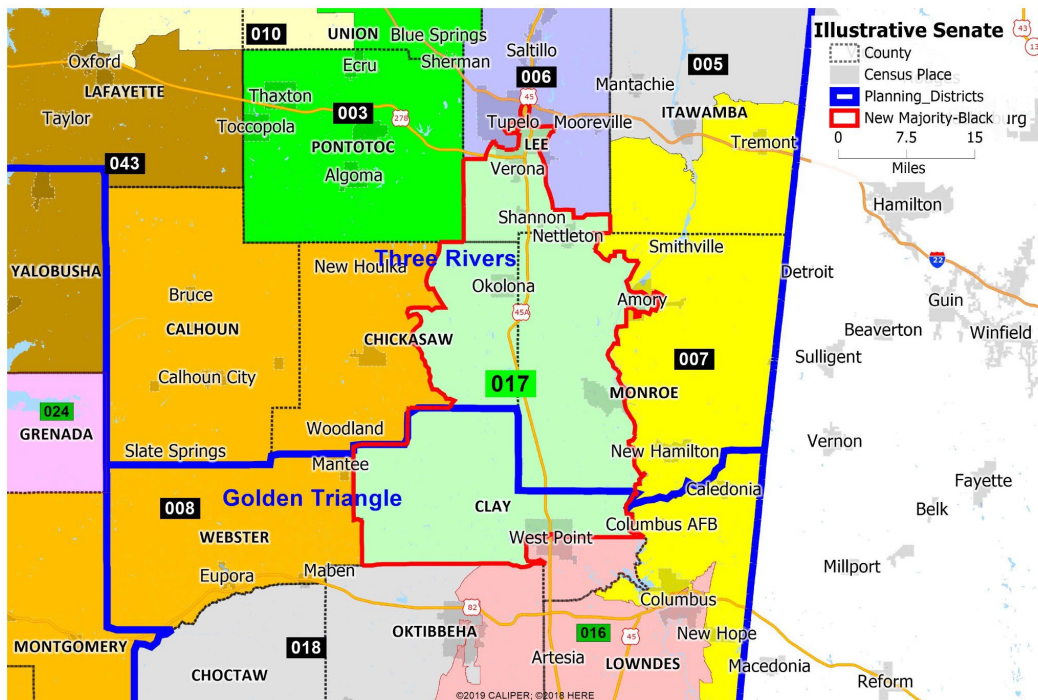 010
UNION
Blue Springs
Saltillo
Illustrative Senate
County
Census Place
Planning_Districts
New Majority-Black
0 7.5 15
Miles
43
13
urg
Oxford
Ecru
Sherman
006
005
Mantachie
LAFAYETTE
Thaxton
003
45
ITAWAMBA
Taylor
Toccopola
278
Tupelo
Mooreville
Tremont
PONTOTOC
LEE
043
Algoma
Verona
Hamilton
Shannon
Nettleton
Smithville
Three Rivers
New Houlka
YALOBUSHA
Okolona
Detroit
22
Bruce
Amory
Guin
CALHOUN
CHICKASAW
45A
Beaverton
Winfield
007
Sulligent
Calhoun City
017
MONROE
024
GRENADA
Woodland
Slate Springs
New Hamilton
Vernon
Mantee
Golden Triangle
Caledonia
Fayette
008
CLAY
Belk
WEBSTER
West Point
Columbus AFB
Eupora
Maben
Millport
82
Columbus
MONTGOMERY
OKTIBBEHA
016
45
New Hope
018
Artesia
LOWNDES
Macedonia
CHOCTAW
Reform
©2019 CALIPER; ©2018 HERE